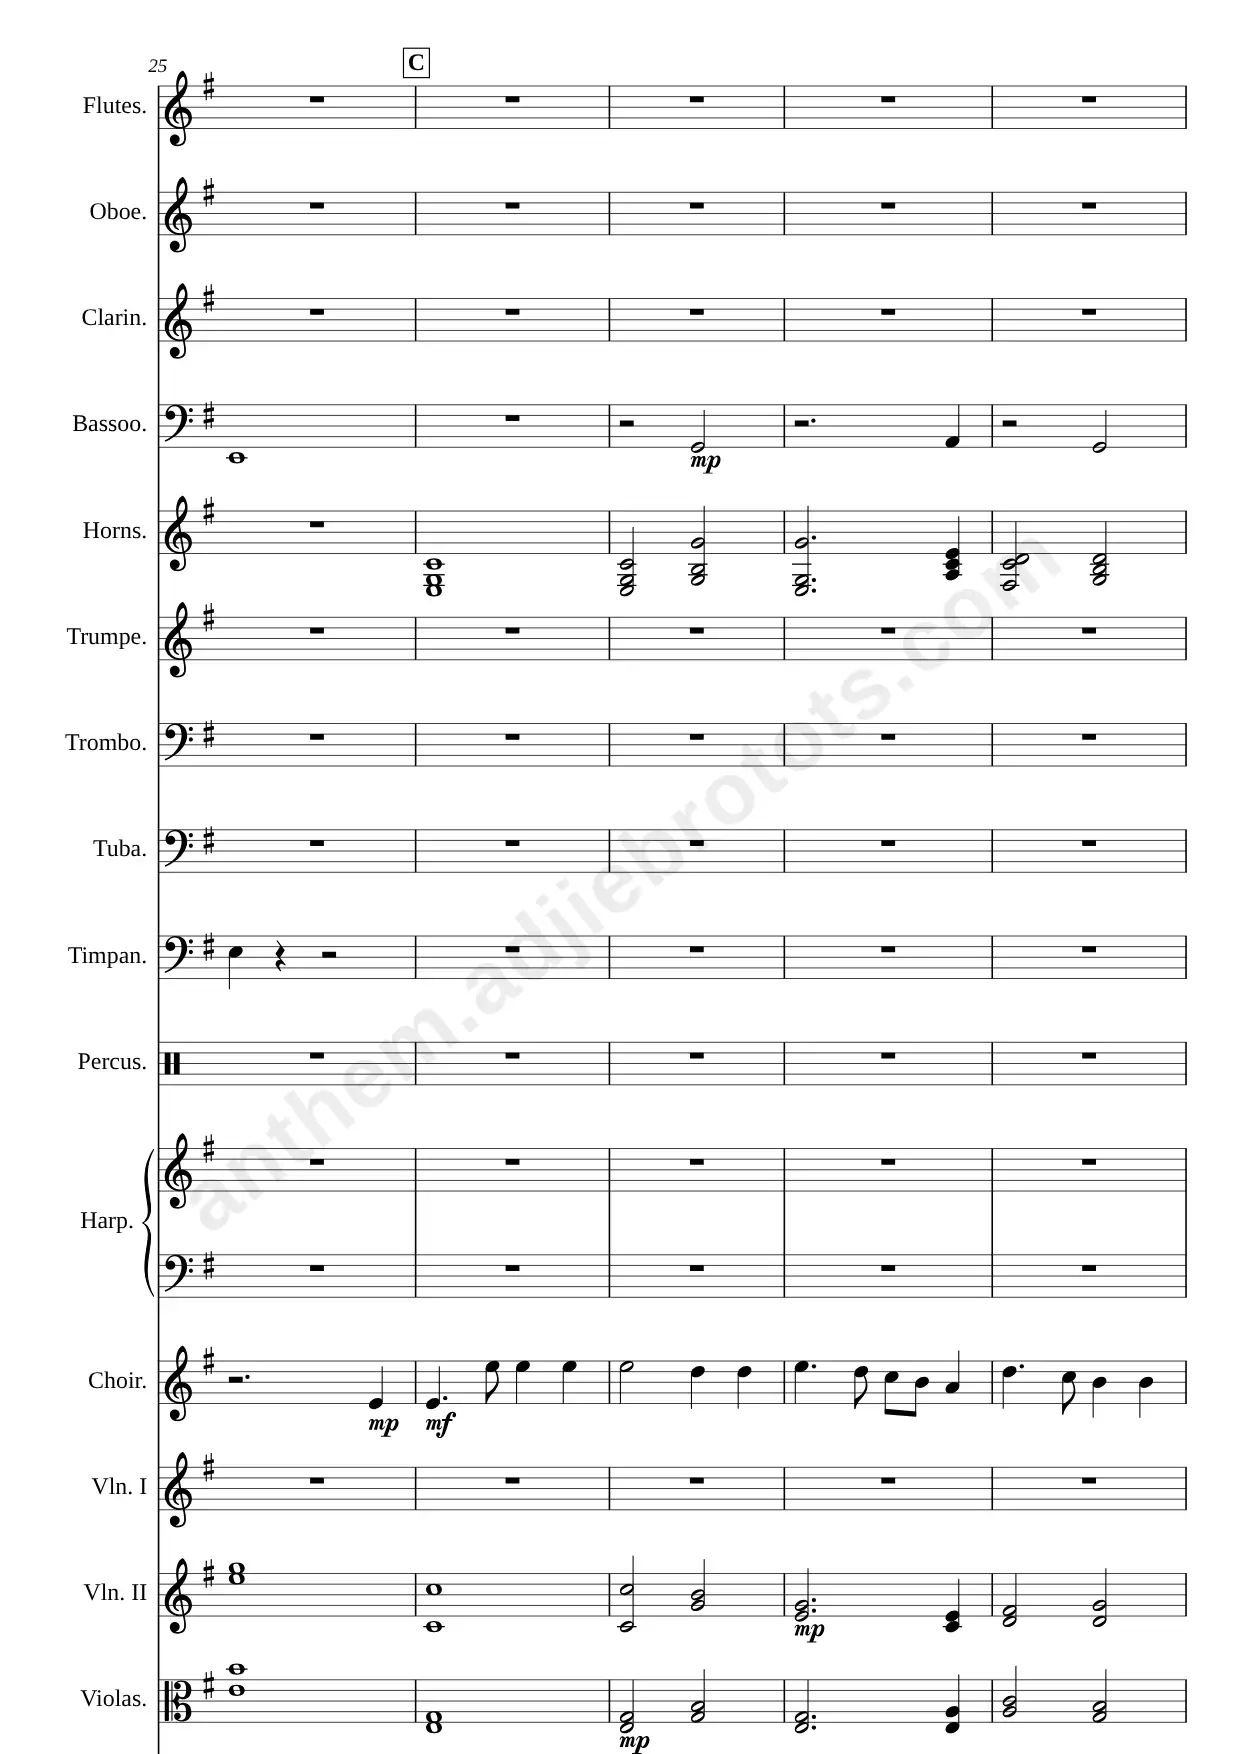 25
C
Flutes.
Oboe.
Clarin.
Bassoo.
mp
Horns.
Trumpe.
Trombo.
Tuba.
Timpan.
Percus.
Harp.
Choir.
mp mf
Vln. I
Vln. II
mp
Violas.
mp
anthem.adjiebrotots.com